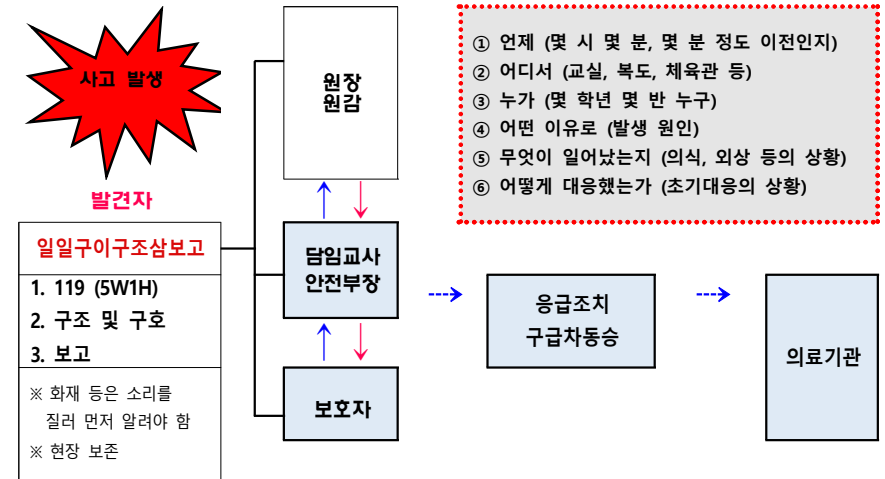 사고 발생
발견자
일일구이구조삼보고
1. 119 (5W1H)
2. 구조 및 구호
3. 보고
※ 화재 등은 소리를
질러 먼저 알려야 함
※ 현장 보존
원장
원감
담임교사
안전부장
보호자
① 언제 (몇 시 몇 분, 몇 분 정도 이전인지)
② 어디서 (교실, 복도, 체육관 등)
③ 누가 (몇 학년 몇 반 누구)
④ 어떤 이유로 (발생 원인)
⑤ 무엇이 일어났는지 (의식, 외상 등의 상황)
⑥ 어떻게 대응했는가 (초기대응의 상황)
응급조치
구급차동승
의료기관